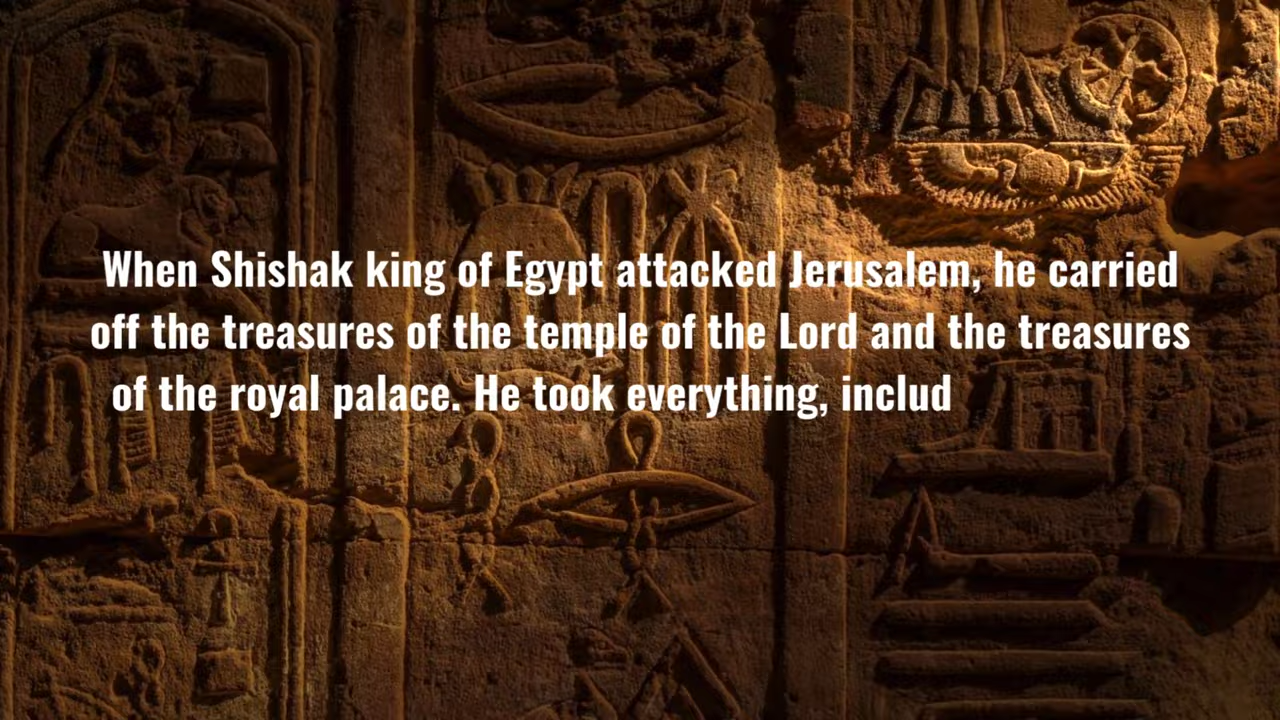 When Shishak king of Egypt attacked Jerusalem, he carried
off the treasures of the temple of the Lord and the treasures
of the royal palace. He took everything, includ